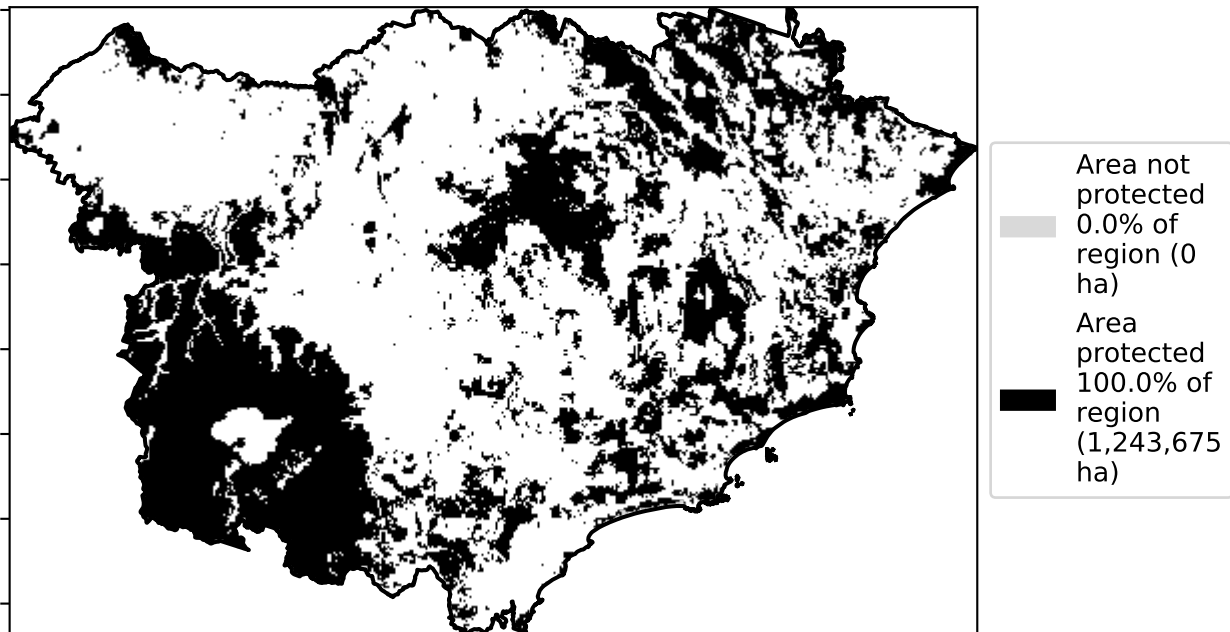 Area not
protected
0.0% of
region (0
ha)
Area
protected
100.0% of
region
(1,243,675
ha)